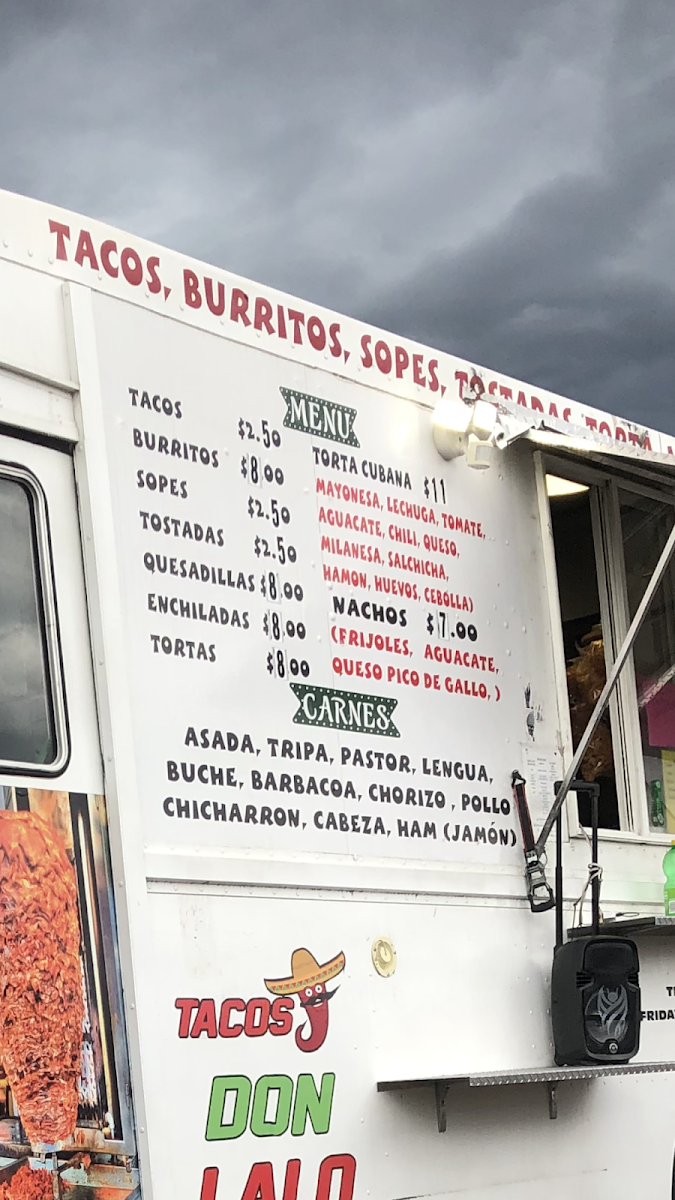 TACOS, BURRITOS, SOPES, TOSTADAS, TORTA
MENU
TACOS $2.50
BURRITOS $8.00
SOPES $2.50
TOSTADAS $2.50
QUESADILLAS $8.00
ENCHILADAS $8.00
TORTAS $8.00
TORTA CUBANA $11
MAYONESA, LECHUGA, TOMATE,
AGUACATE, CHILI, QUESO,
MILANESA, SALCHICHA,
HAMON, HUEVOS, CEBOLLA)
NACHOS $7.00
(FRIJOLES, AGUACATE,
QUESO PICO DE GALLO, )
CARNES
ASADA, TRIPA, PASTOR, LENGUA,
BUCHE, BARBACOA, CHORIZO , POLLO
CHICHARRON, CABEZA, HAM (JAMÓN)
TACOS
DON
LALO